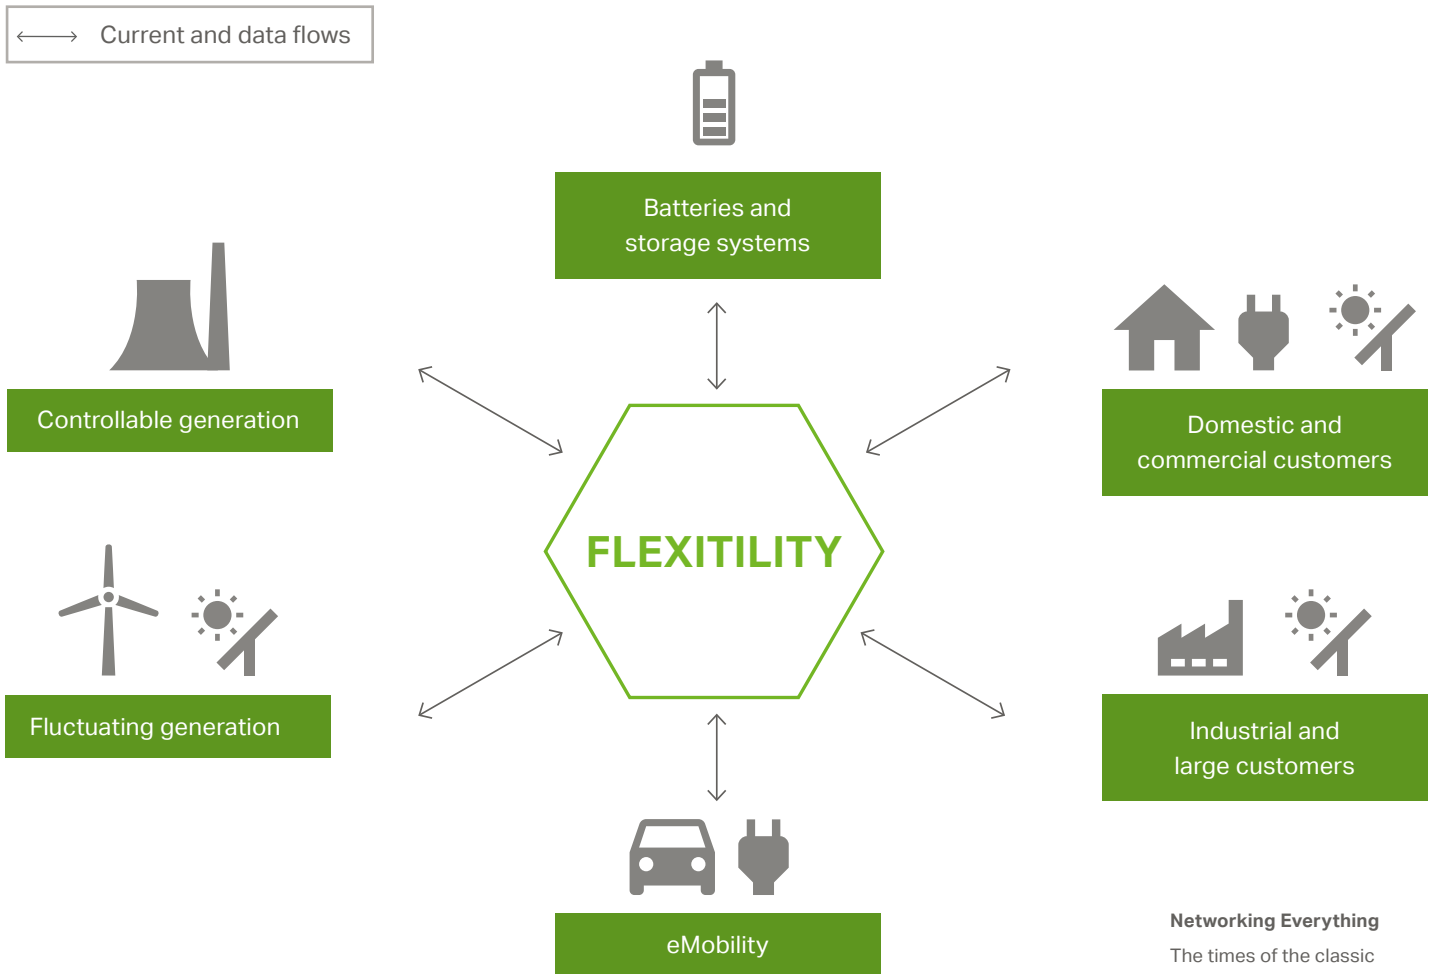 Current and data flows
Batteries and
storage systems
Controllable generation
Domestic and
commercial customers
FLEXITILITY
Fluctuating generation
Industrial and
large customers
eMobility
Networking Everything
The times of the classic